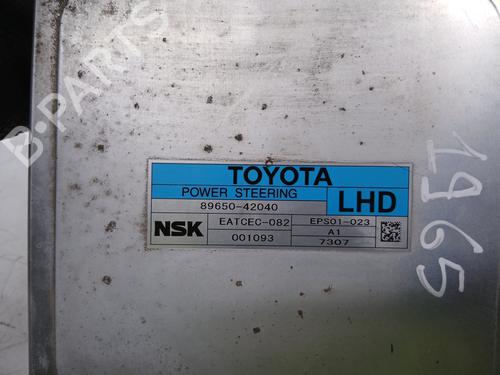 B-PARTS
TOYOTA
POWER STEERING
LHD
89650-42040
NSK
EATCEC-082
EPS01-023
001093
A1
7307
1965